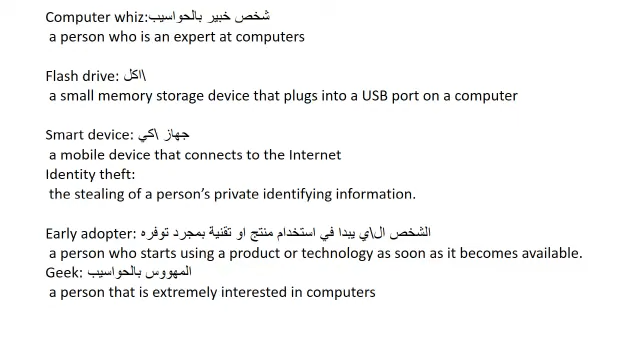 Computer whiz:شخص خبير بالحواسيب
a person who is an expert at computers
Flash drive: \اكل
a small memory storage device that plugs into a USB port on a computer
Smart device: جهاز \كي
a mobile device that connects to the Internet
Identity theft:
the stealing of a person’s private identifying information.
Early adopter: الشخص ال\ي يبدا في استخدام منتج او تقنية بمجرد توفره
a person who starts using a product or technology as soon as it becomes available.
Geek: المهووس بالحواسيب
a person that is extremely interested in computers